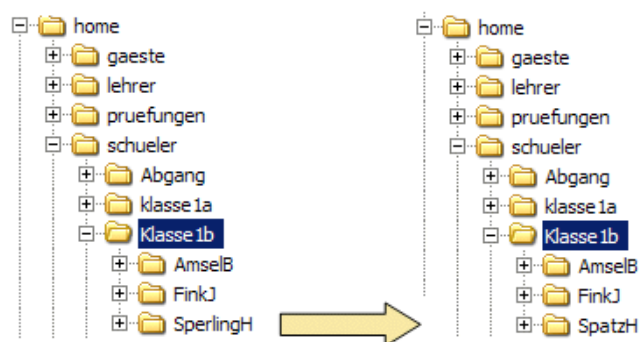 home
gaeste
lehrer
pruefungen
schueler
Abgang
klasse1a
Klasse1b
AmselB
FinkJ
SperlingH
home
gaeste
lehrer
pruefungen
schueler
Abgang
klasse1a
Klasse1b
AmselB
FinkJ
SpatzH